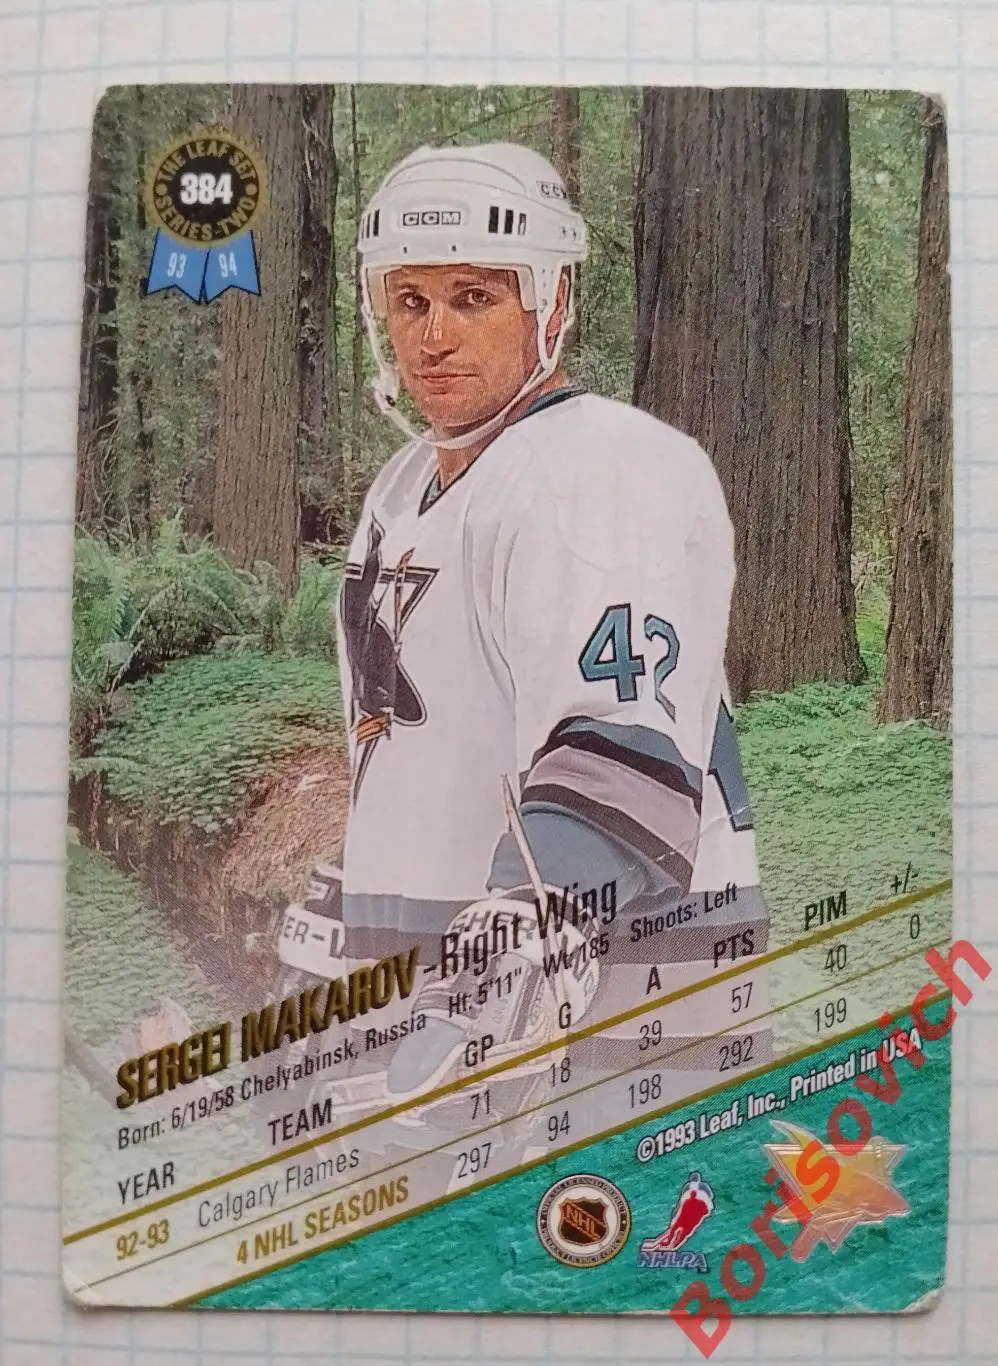 THE LEAF SET
384
SERIES-TWO
93 94
CCM
CCM
42
SERGEI MAKAROV-Right Wing
Born: 6/19/58 Chelyabinsk, Russia Ht: 5'11" Wt: 185 Shoots: Left
YEAR TEAM GP G A PTS PIM +/-
92-93 Calgary Flames 71 18 39 57 40 0
4 NHL SEASONS 297 94 198 292 199
©1993 Leaf, Inc., Printed in USA
NHL
NHLPA
Borisovich